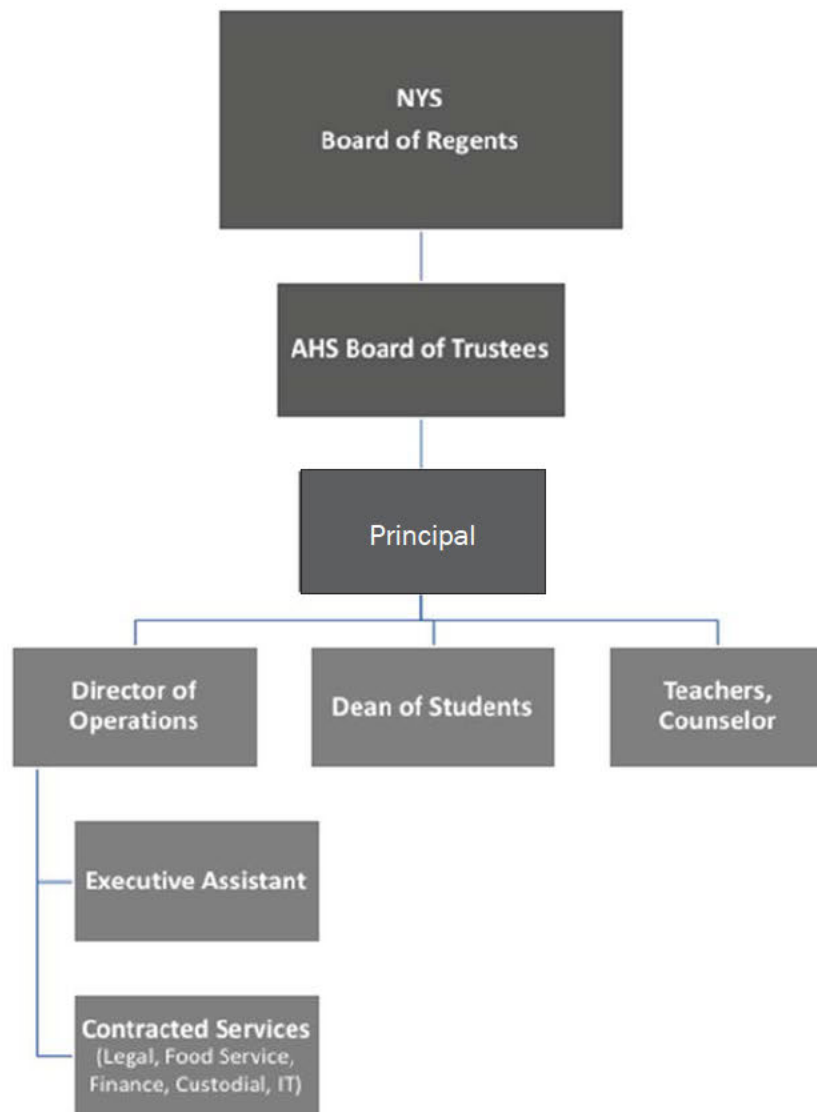 NYS
Board of Regents
AHS Board of Trustees
Principal
Director of
Operations
Dean of Students
Teachers,
Counselor
Executive Assistant
Contracted Services
(Legal, Food Service,
Finance, Custodial, IT)